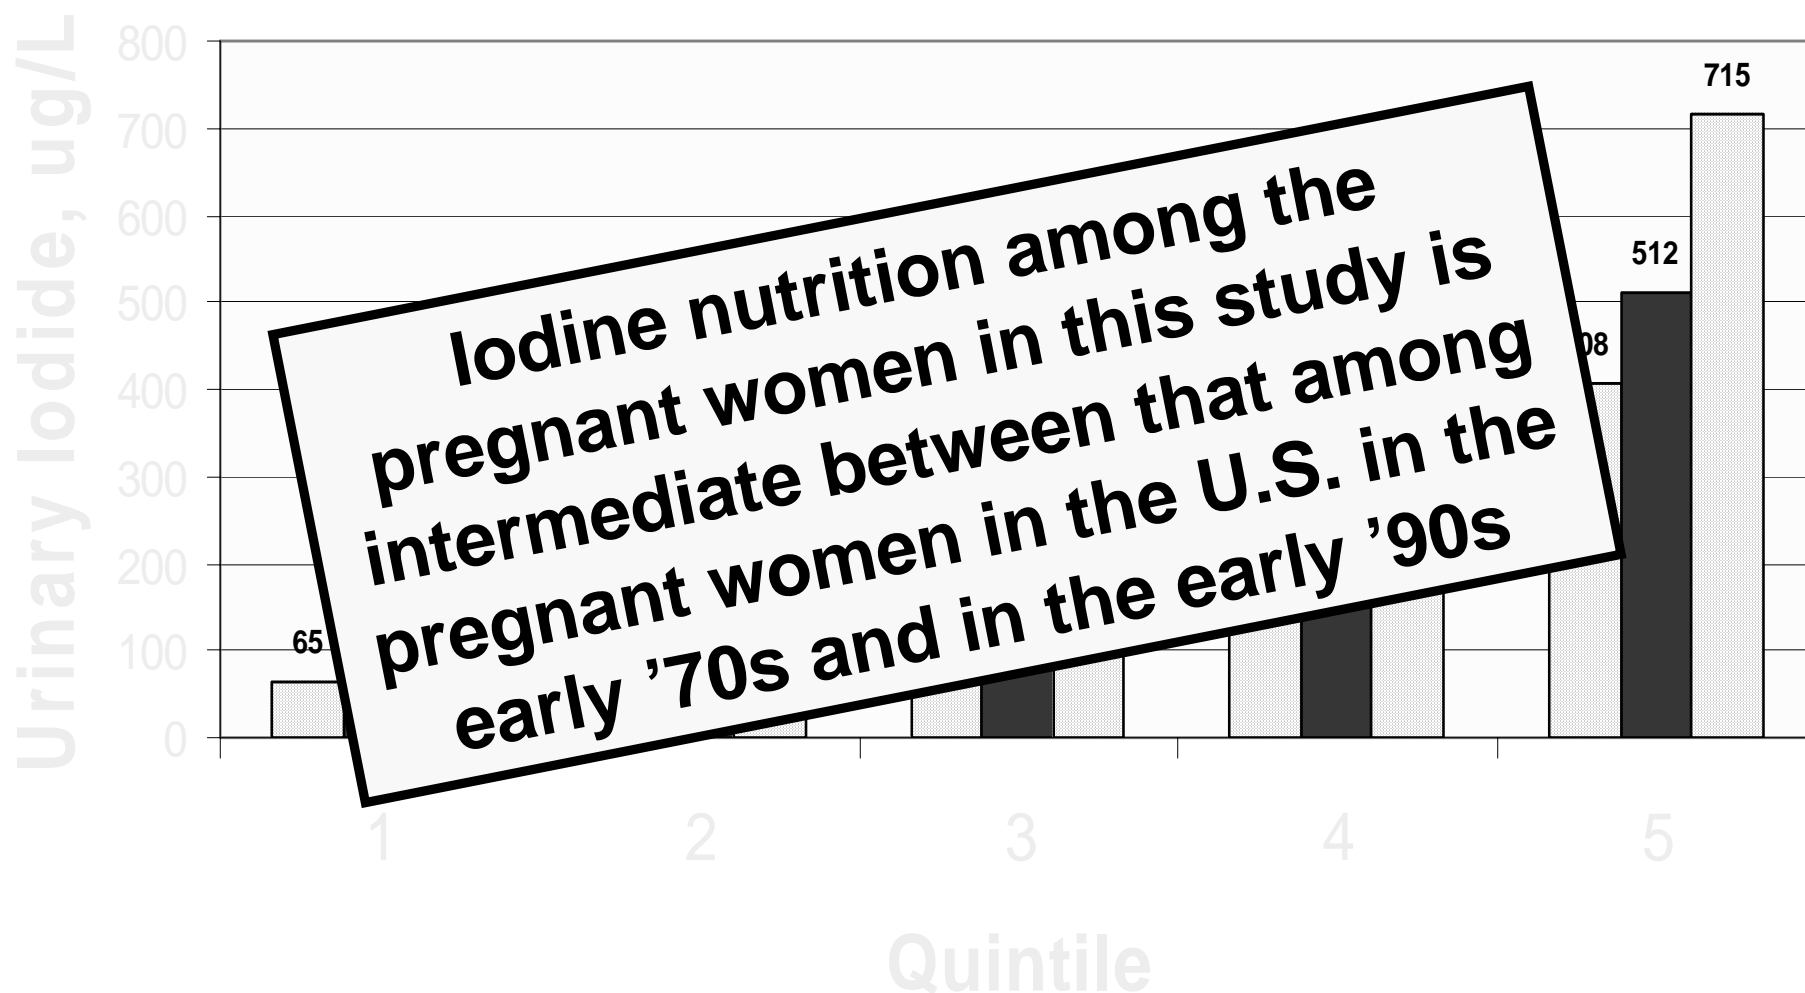 Urinary Iodide, ug/L
800
700
600
500
400
300
200
100
0
65
08
512
715
Iodine nutrition among the
pregnant women in this study is
intermediate between that among
pregnant women in the U.S. in the
early ’70s and in the early ’90s
1
2
3
4
5
Quintile